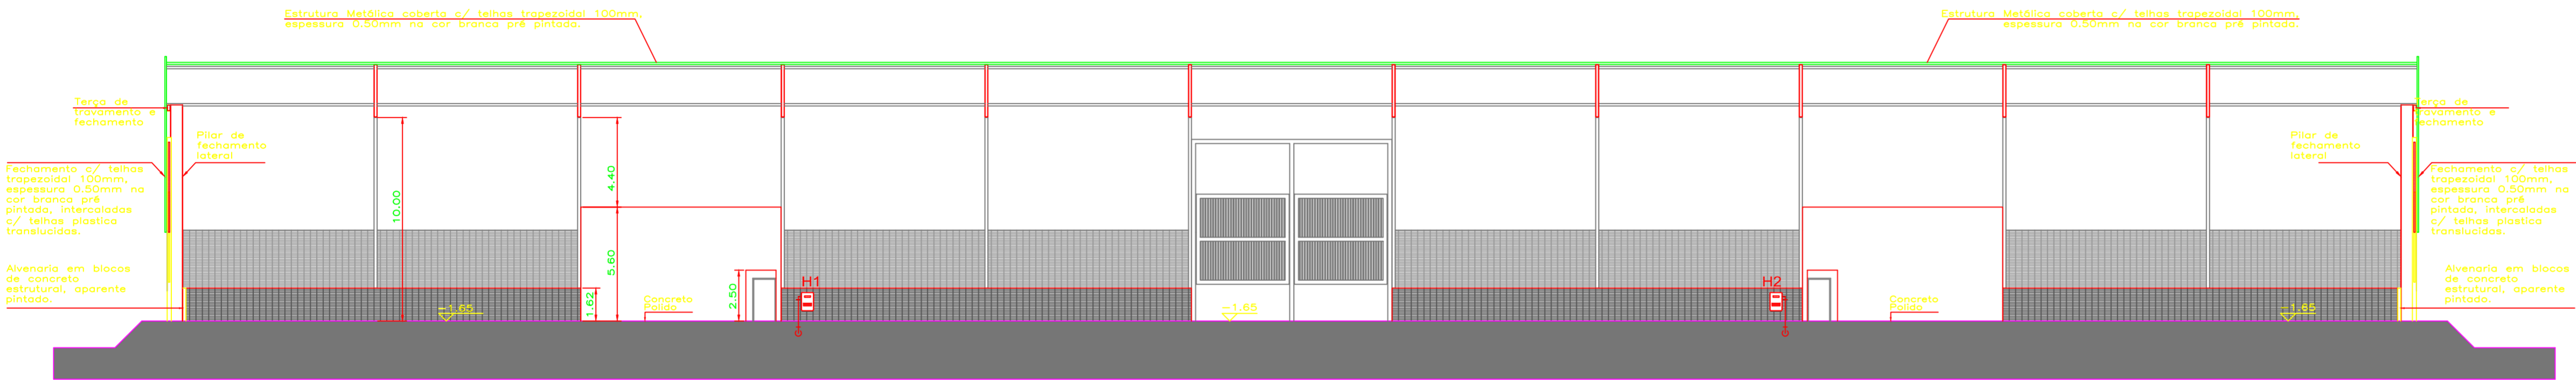 Estrutura Metálica coberta c/ telhas trapezoidal 100mm,
espessura 0.50mm na cor branca pré pintada.
Estrutura Metálica coberta c/ telhas trapezoidal 100mm,
espessura 0.50mm na cor branca pré pintada.
Terça de
travamento e
fechamento
Pilar de
fechamento
lateral
Fechamento c/ telhas
trapezoidal 100mm,
espessura 0.50mm na
cor branca pré
pintada, intercaladas
c/ telhas plastica
translucidas.
Alvenaria em blocos
de concreto
estrutural, aparente
pintado.
10.00
4.40
5.60
1.62
2.50
-1.65
Concreto
Polido
H1
-1.65
H2
Concreto
Polido
-1.65
Terça de
travamento e
fechamento
Pilar de
fechamento
lateral
Fechamento c/ telhas
trapezoidal 100mm,
espessura 0.50mm na
cor branca pré
pintada, intercaladas
c/ telhas plastica
translucidas.
Alvenaria em blocos
de concreto
estrutural, aparente
pintado.